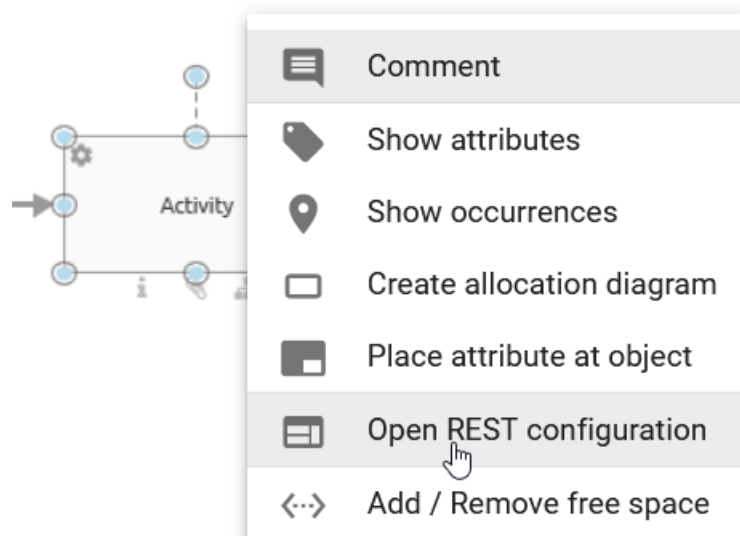 Comment
Show attributes
Show occurrences
Activity
Create allocation diagram
Place attribute at object
Open REST configuration
Add / Remove free space